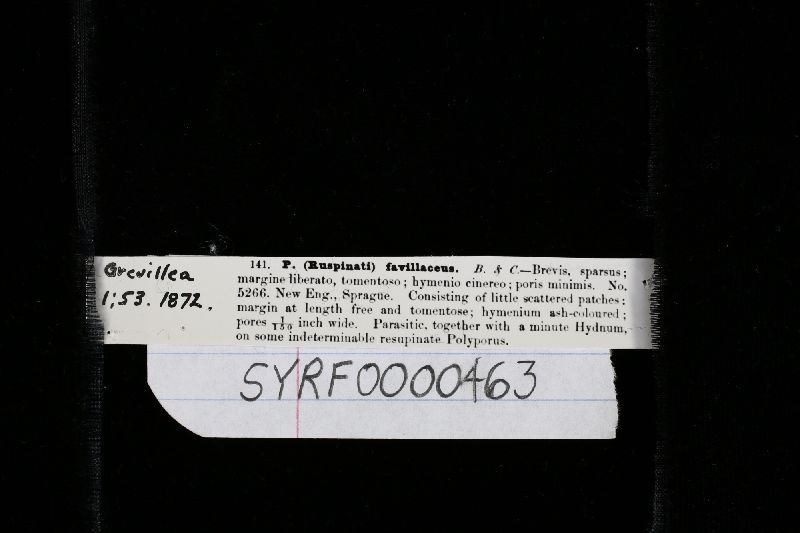 Grevillea
1;53. 1872.
141. P. (Ruspinati) favillaceus. B. & C.—Brevis, sparsus;
margine liberato, tomentoso; hymenio cinereo; poris minimis. No.
5266. New Eng., Sprague. Consisting of little scattered patches;
margin at length free and tomentose; hymenium ash-coloured;
pores 1/150 inch wide. Parasitic, together with a minute Hydnum,
on some indeterminable resupinate Polyporus.
SYRF0000463